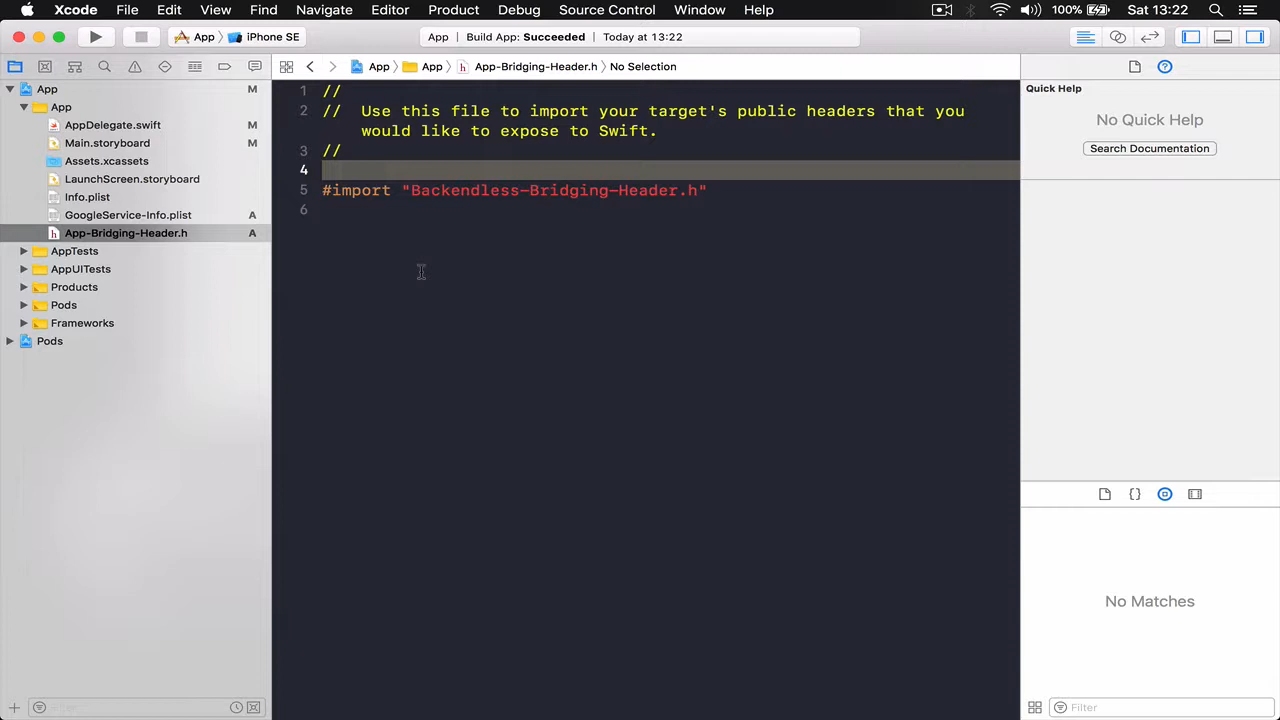 Xcode File Edit View Find Navigate Editor Product Debug Source Control Window Help 100% Sat 13:22
App iPhone SE App Build App: Succeeded Today at 13:22
App App App-Bridging-Header.h No Selection
App M
App
AppDelegate.swift M
Main.storyboard M
Assets.xcassets
LaunchScreen.storyboard
Info.plist
GoogleService-Info.plist A
App-Bridging-Header.h A
AppTests
AppUITests
Products
Pods
Frameworks
Pods
1 //
2 // Use this file to import your target's public headers that you
would like to expose to Swift.
3 //
4
5 #import "Backendless-Bridging-Header.h"
6
Quick Help
No Quick Help
Search Documentation
{}
No Matches
Filter